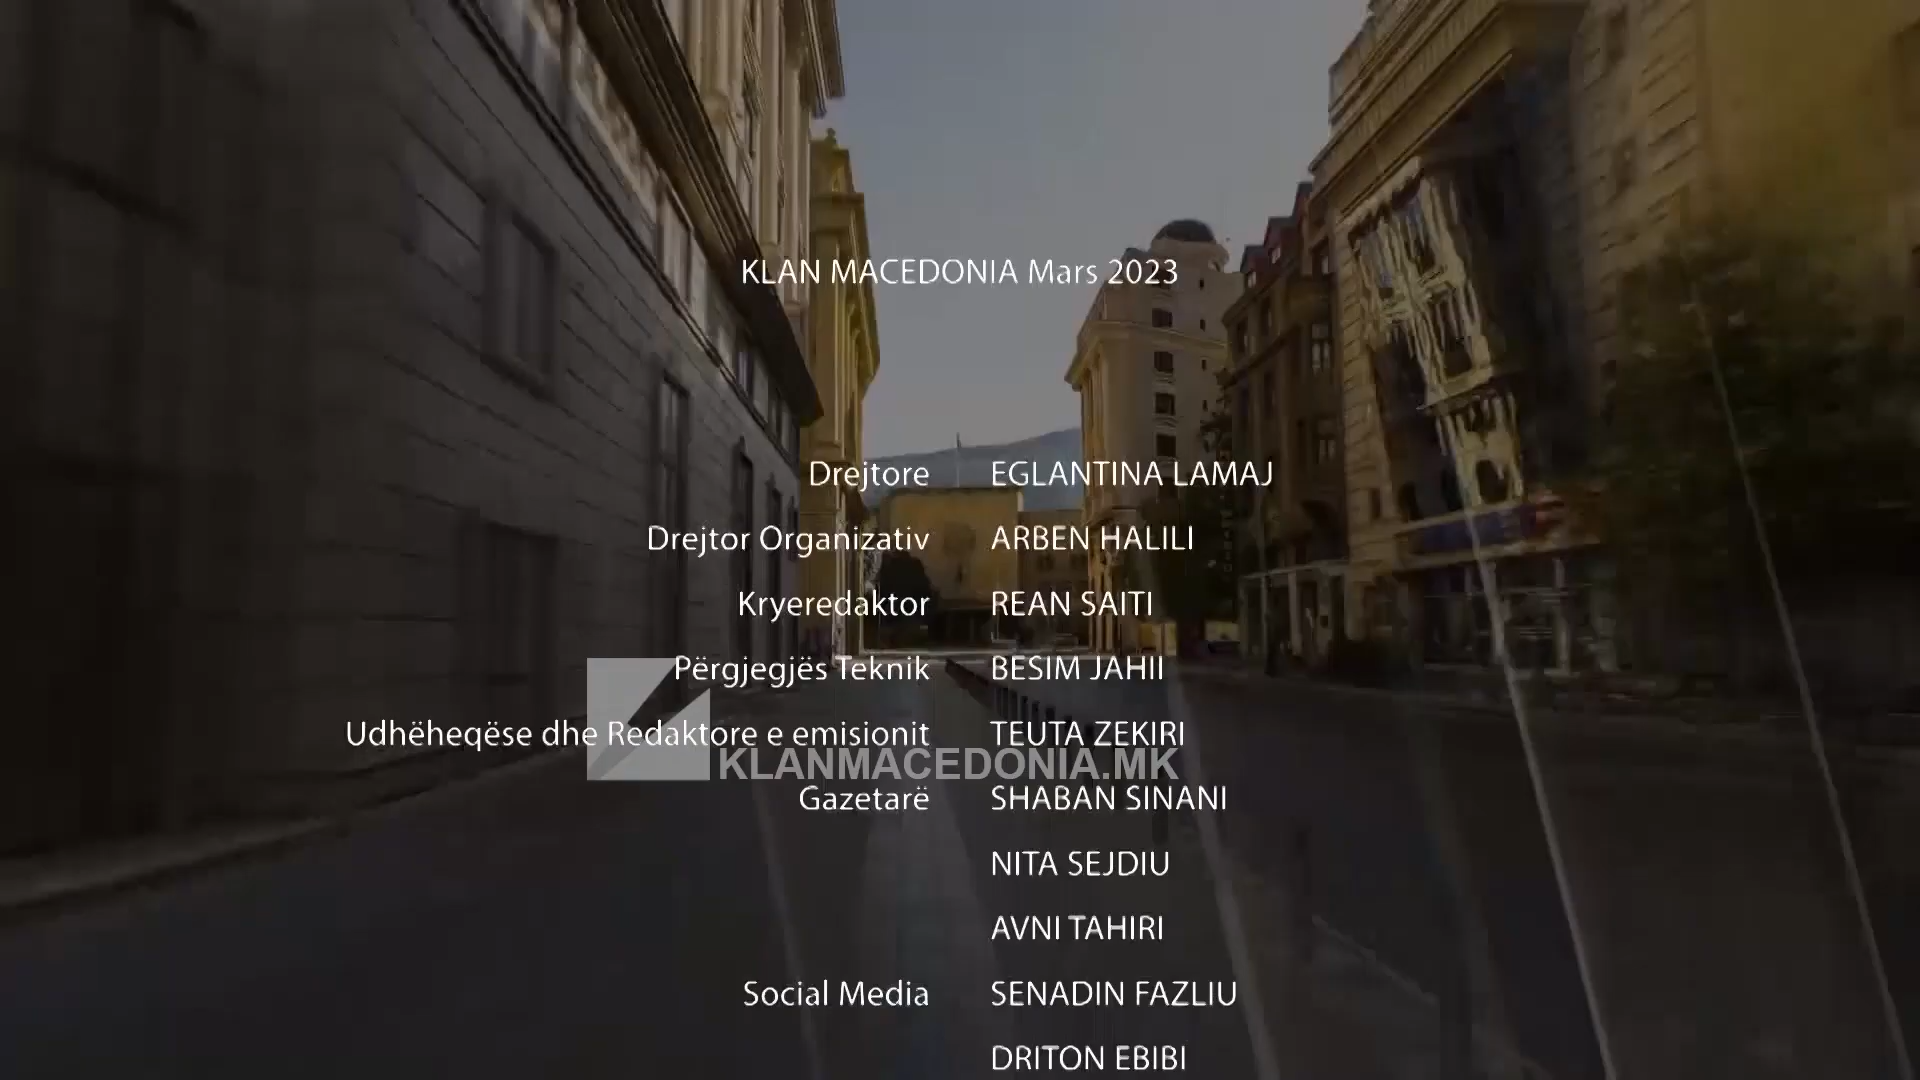 KLAN MACEDONIA Mars 2023
Drejtore EGLANTINA LAMAJ
Drejtor Organizativ ARBEN HALILI
Kryeredaktor REAN SAITI
Përgjegjës Teknik BESIM JAHII
Udhëheqëse dhe Redaktore e emisionit TEUTA ZEKIRI
KLANMACEDONIA.MK
Gazetarë SHABAN SINANI
NITA SEJDIU
AVNI TAHIRI
Social Media SENADIN FAZLIU
DRITON EBIBI